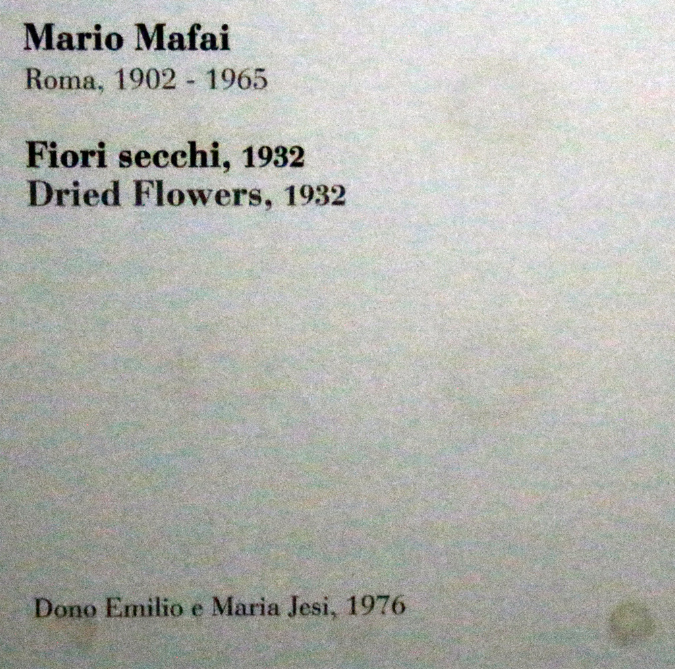 Mario Mafai
Roma, 1902 - 1965
Fiori secchi, 1932
Dried Flowers, 1932
Dono Emilio e Maria Jesi, 1976